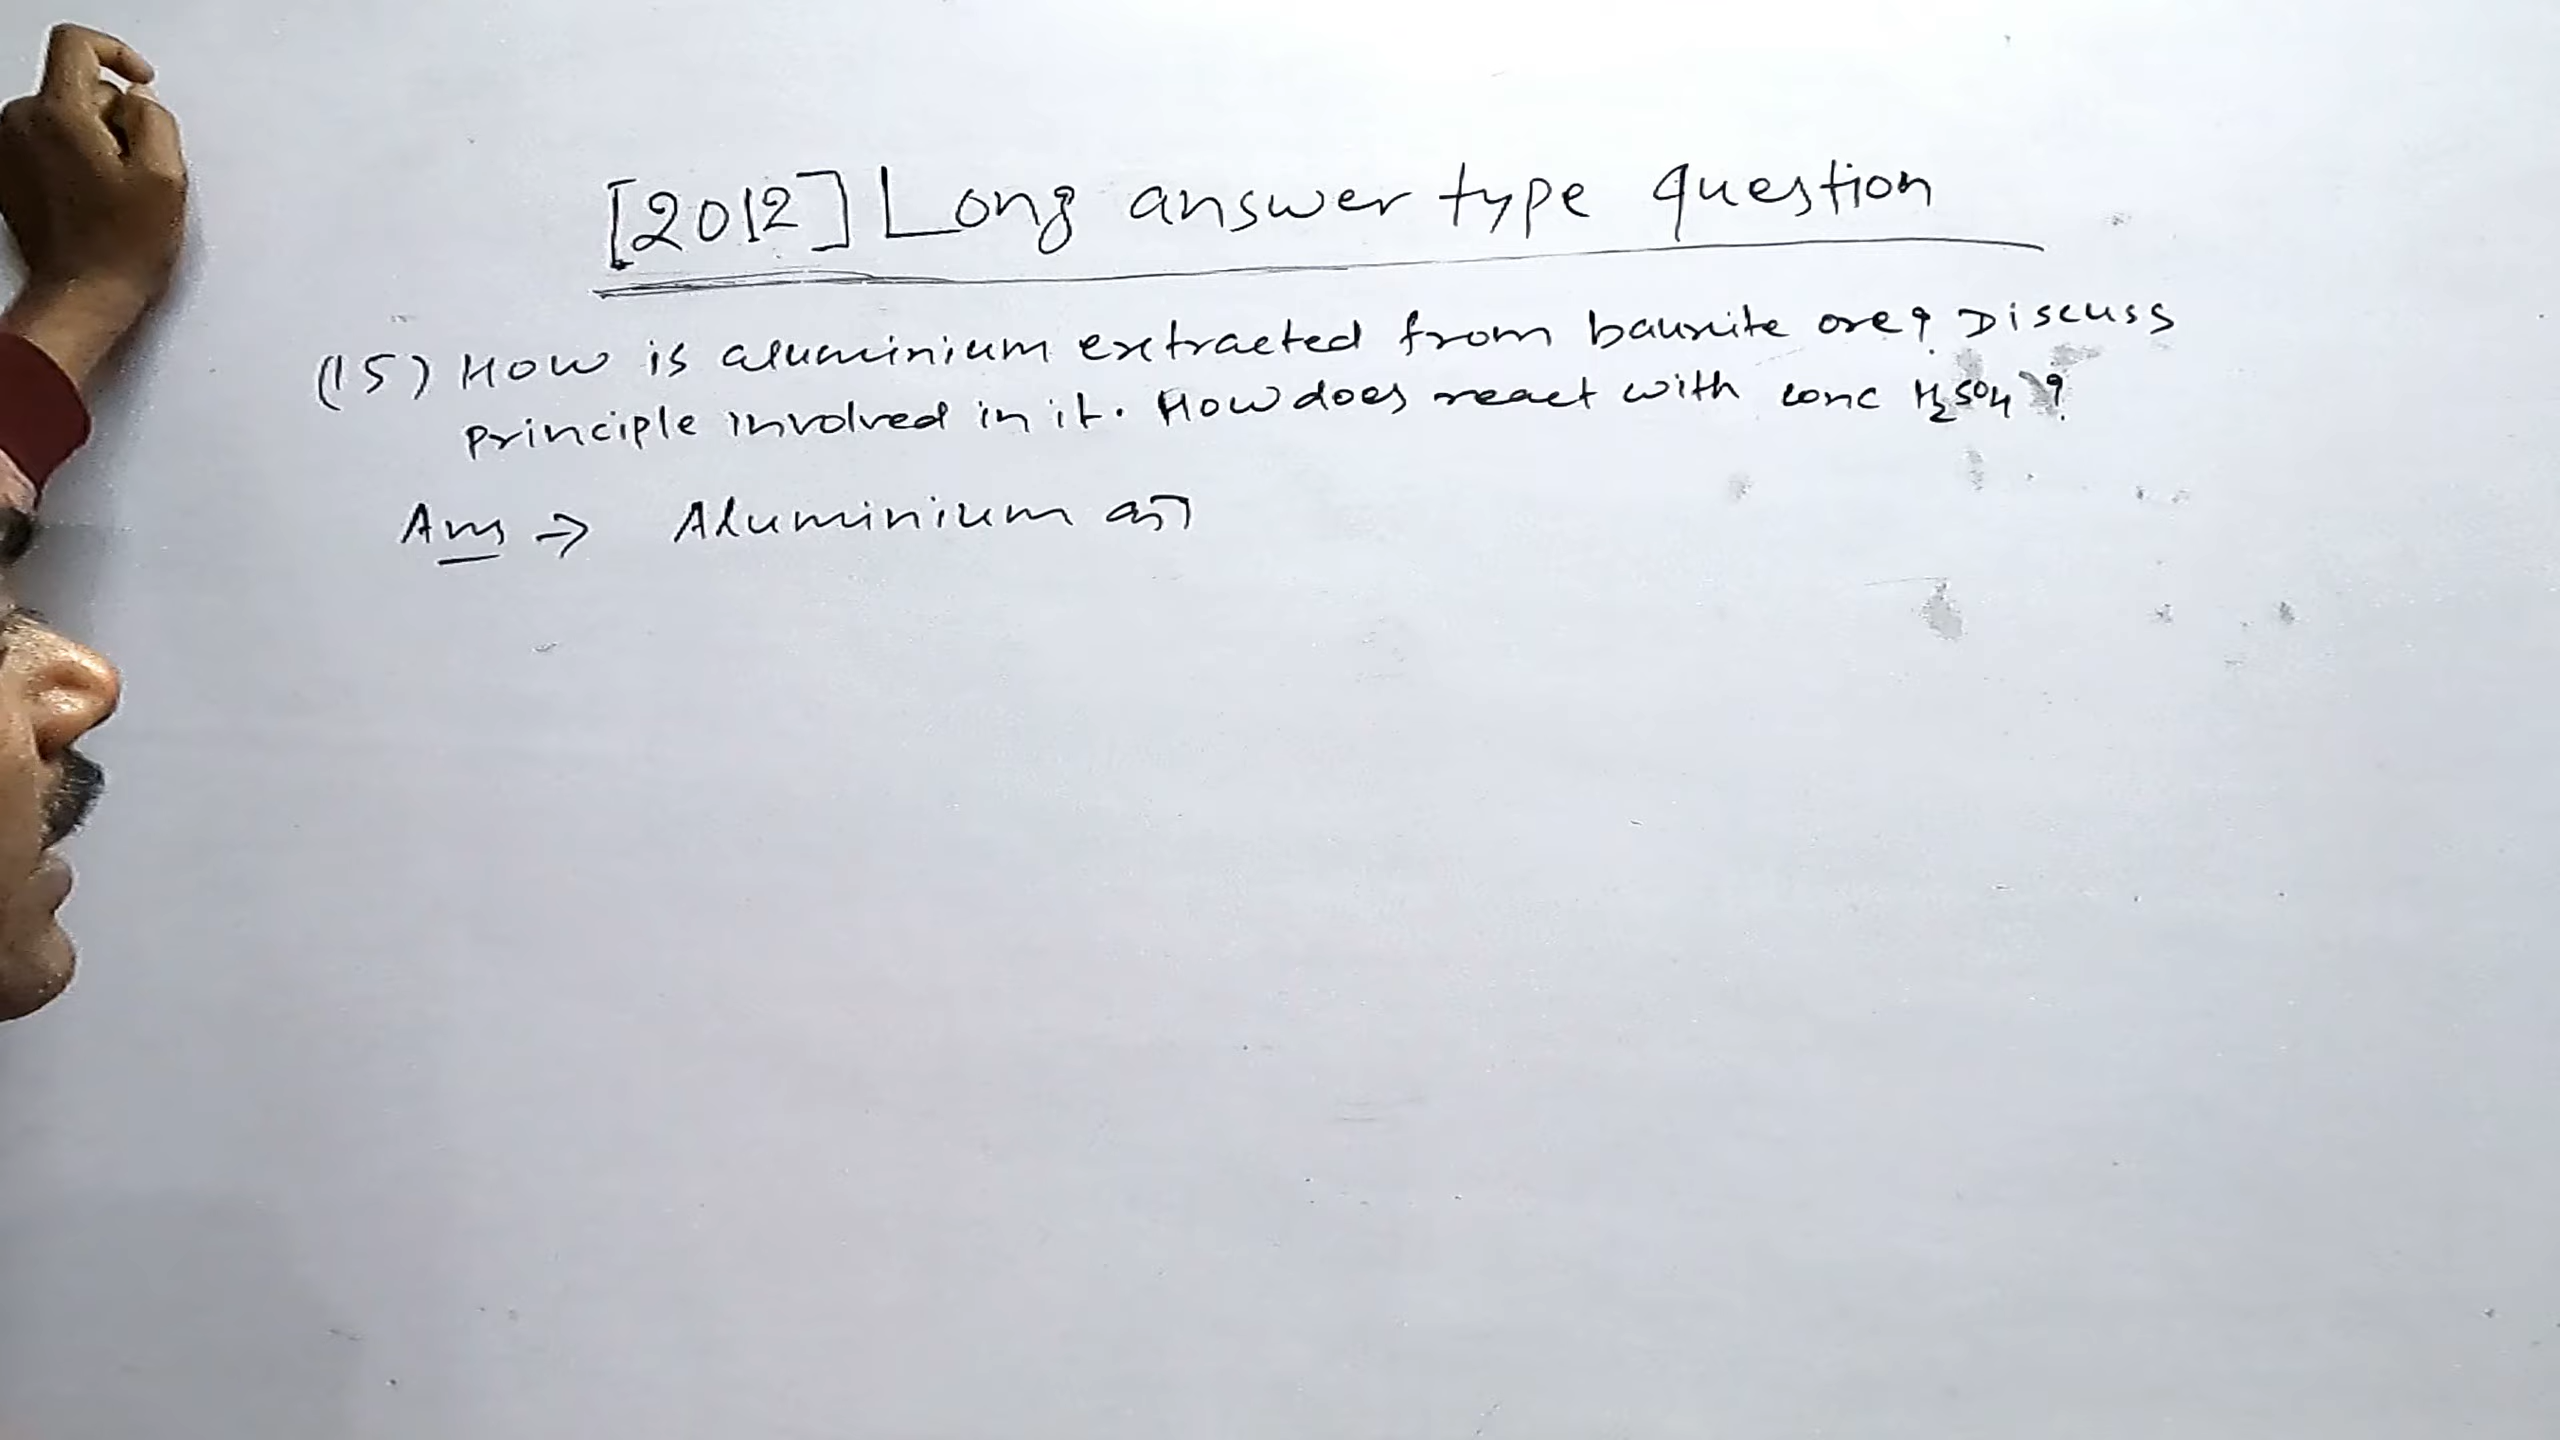 [2012] Long answer type question
(15) How is aluminium extracted from bauxite ore? Discuss
principle involved in it. How does react with conc H₂SO₄?
Ans → Aluminium